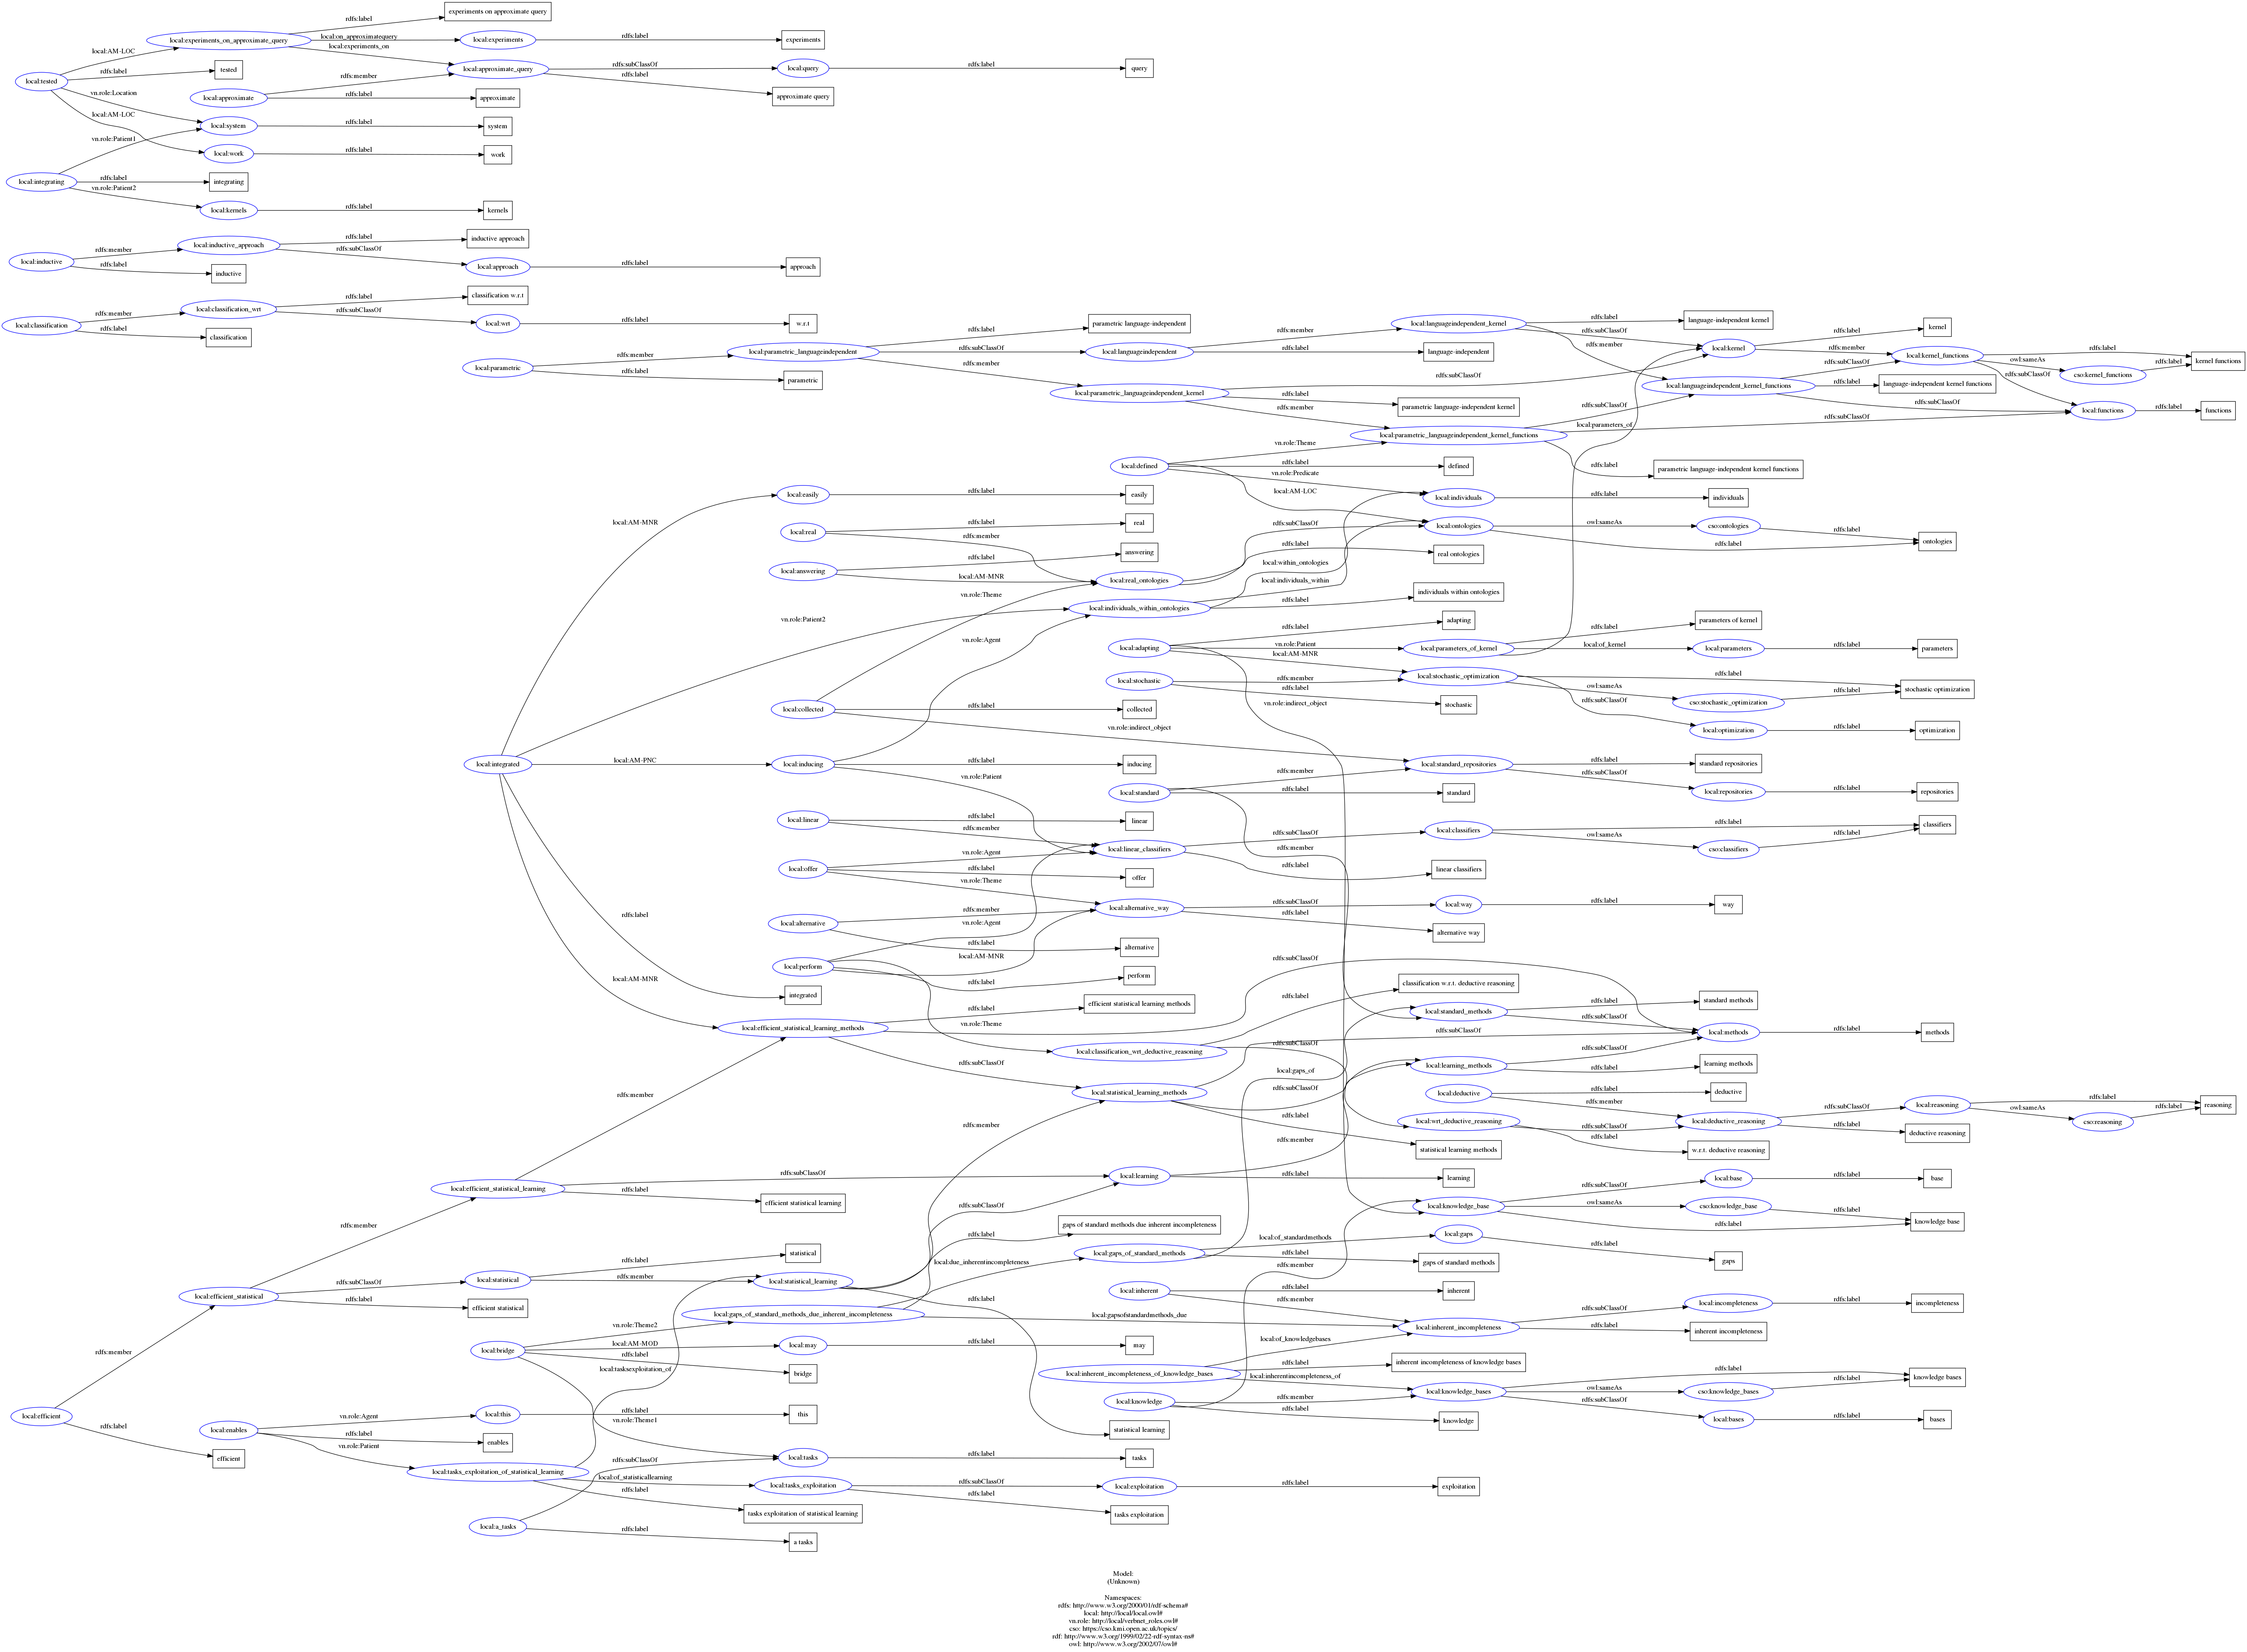 rdfs:label
experiments on approximate query
local:experiments_on_approximate_query
local:on_approximatequery
local:experiments
rdfs:label
experiments
local:AM-LOC
local:experiments_on
local:tested
rdfs:label
tested
rdfs:member
local:approximate_query
rdfs:subClassOf
local:query
rdfs:label
query
rdfs:label
approximate query
vn.role:Location
local:approximate
rdfs:label
approximate
local:AM-LOC
local:system
rdfs:label
system
vn.role:Patient1
local:work
rdfs:label
work
local:integrating
rdfs:label
integrating
vn.role:Patient2
local:kernels
rdfs:label
kernels
local:inductive
rdfs:member
local:inductive_approach
rdfs:label
inductive approach
rdfs:subClassOf
local:approach
rdfs:label
approach
rdfs:label
inductive
local:classification
rdfs:member
local:classification_wrt
rdfs:label
classification w.r.t
rdfs:subClassOf
local:wrt
rdfs:label
w.r.t
rdfs:label
classification
local:parametric
rdfs:member
local:parametric_languageindependent
rdfs:label
parametric language-independent
rdfs:subClassOf
local:languageindependent
rdfs:label
language-independent
rdfs:member
local:languageindependent_kernel
rdfs:label
language-independent kernel
rdfs:subClassOf
local:kernel
rdfs:label
kernel
rdfs:member
rdfs:member
local:kernel_functions
rdfs:label
kernel functions
owl:sameAs
cso:kernel_functions
rdfs:label
rdfs:subClassOf
rdfs:label
parametric
rdfs:member
local:parametric_languageindependent_kernel
rdfs:subClassOf
rdfs:label
parametric language-independent kernel
rdfs:member
local:languageindependent_kernel_functions
rdfs:subClassOf
rdfs:label
language-independent kernel functions
rdfs:subClassOf
local:functions
rdfs:label
functions
local:parametric_languageindependent_kernel_functions
rdfs:subClassOf
rdfs:subClassOf
local:parameters_of
rdfs:label
parametric language-independent kernel functions
local:defined
vn.role:Theme
rdfs:label
defined
vn.role:Predicate
local:AM-LOC
local:individuals
rdfs:label
individuals
local:AM-MNR
local:easily
rdfs:label
easily
local:real
rdfs:label
real
rdfs:member
rdfs:subClassOf
local:ontologies
owl:sameAs
cso:ontologies
rdfs:label
ontologies
rdfs:label
local:answering
rdfs:label
answering
local:AM-MNR
local:real_ontologies
rdfs:label
real ontologies
local:within_ontologies
local:individuals_within
vn.role:Theme
local:individuals_within_ontologies
rdfs:label
individuals within ontologies
vn.role:Patient2
vn.role:Agent
local:adapting
rdfs:label
adapting
vn.role:Patient
local:AM-MNR
local:parameters_of_kernel
rdfs:label
parameters of kernel
local:of_kernel
local:parameters
rdfs:label
parameters
local:stochastic
rdfs:member
local:stochastic_optimization
rdfs:label
stochastic optimization
owl:sameAs
cso:stochastic_optimization
rdfs:label
rdfs:subClassOf
local:optimization
rdfs:label
optimization
rdfs:label
stochastic
vn.role:indirect_object
local:collected
rdfs:label
collected
vn.role:indirect_object
local:integrated
local:AM-PNC
local:inducing
rdfs:label
inducing
vn.role:Patient
local:standard_repositories
rdfs:label
standard repositories
rdfs:subClassOf
local:repositories
rdfs:label
repositories
local:standard
rdfs:member
rdfs:label
standard
rdfs:member
local:linear
rdfs:label
linear
rdfs:member
local:linear_classifiers
rdfs:subClassOf
local:classifiers
rdfs:label
classifiers
owl:sameAs
cso:classifiers
rdfs:label
rdfs:label
linear classifiers
local:offer
vn.role:Agent
rdfs:label
offer
vn.role:Theme
local:alternative
rdfs:member
local:alternative_way
rdfs:subClassOf
local:way
rdfs:label
way
rdfs:label
alternative way
vn.role:Agent
rdfs:label
alternative
local:perform
local:AM-MNR
rdfs:label
perform
rdfs:label
integrated
local:AM-MNR
rdfs:subClassOf
rdfs:label
classification w.r.t. deductive reasoning
local:efficient_statistical_learning_methods
rdfs:label
efficient statistical learning methods
vn.role:Theme
local:standard_methods
rdfs:label
standard methods
rdfs:subClassOf
local:methods
rdfs:label
methods
rdfs:subClassOf
local:classification_wrt_deductive_reasoning
rdfs:subClassOf
rdfs:subClassOf
local:learning_methods
rdfs:subClassOf
rdfs:label
learning methods
local:gaps_of
rdfs:subClassOf
local:statistical_learning_methods
local:deductive
rdfs:label
deductive
rdfs:member
local:deductive_reasoning
rdfs:subClassOf
local:reasoning
rdfs:label
reasoning
owl:sameAs
cso:reasoning
rdfs:label
rdfs:label
deductive reasoning
local:wrt_deductive_reasoning
rdfs:subClassOf
rdfs:label
w.r.t. deductive reasoning
rdfs:label
statistical learning methods
rdfs:member
rdfs:member
rdfs:member
local:efficient_statistical_learning
rdfs:subClassOf
local:learning
rdfs:label
learning
rdfs:label
efficient statistical learning
local:knowledge_base
rdfs:subClassOf
local:base
rdfs:label
base
owl:sameAs
cso:knowledge_base
rdfs:label
knowledge base
rdfs:label
rdfs:member
rdfs:subClassOf
rdfs:label
gaps of standard methods due inherent incompleteness
local:gaps_of_standard_methods
local:of_standardmethods
local:gaps
rdfs:label
gaps
rdfs:label
gaps of standard methods
rdfs:member
local:efficient_statistical
rdfs:subClassOf
local:statistical
rdfs:label
statistical
rdfs:member
local:statistical_learning
rdfs:label
local:due_inherentincompleteness
rdfs:label
efficient statistical
local:inherent
rdfs:label
inherent
rdfs:member
local:inherent_incompleteness
rdfs:subClassOf
local:incompleteness
rdfs:label
incompleteness
rdfs:label
inherent incompleteness
local:gaps_of_standard_methods_due_inherent_incompleteness
local:gapsofstandardmethods_due
rdfs:member
local:bridge
vn.role:Theme2
local:AM-MOD
local:may
rdfs:label
may
rdfs:label
bridge
local:tasksexploitation_of
local:inherent_incompleteness_of_knowledge_bases
local:of_knowledgebases
rdfs:label
inherent incompleteness of knowledge bases
local:inherentincompleteness_of
local:knowledge_bases
rdfs:label
knowledge bases
owl:sameAs
cso:knowledge_bases
rdfs:label
rdfs:subClassOf
local:bases
rdfs:label
bases
local:knowledge
rdfs:member
rdfs:label
knowledge
local:efficient
rdfs:label
efficient
local:enables
vn.role:Agent
local:this
rdfs:label
this
vn.role:Theme1
rdfs:label
enables
vn.role:Patient
statistical learning
local:tasks
rdfs:label
tasks
rdfs:subClassOf
local:tasks_exploitation_of_statistical_learning
local:of_statisticallearning
local:tasks_exploitation
rdfs:subClassOf
local:exploitation
rdfs:label
exploitation
rdfs:label
tasks exploitation
rdfs:label
tasks exploitation of statistical learning
local:a_tasks
rdfs:label
a tasks
Model:
(Unknown)
Namespaces:
rdfs: http://www.w3.org/2000/01/rdf-schema#
local: http://local/local.owl#
vn.role: http://local/verbnet_roles.owl#
cso: https://cso.kmi.open.ac.uk/topics/
rdf: http://www.w3.org/1999/02/22-rdf-syntax-ns#
owl: http://www.w3.org/2002/07/owl#